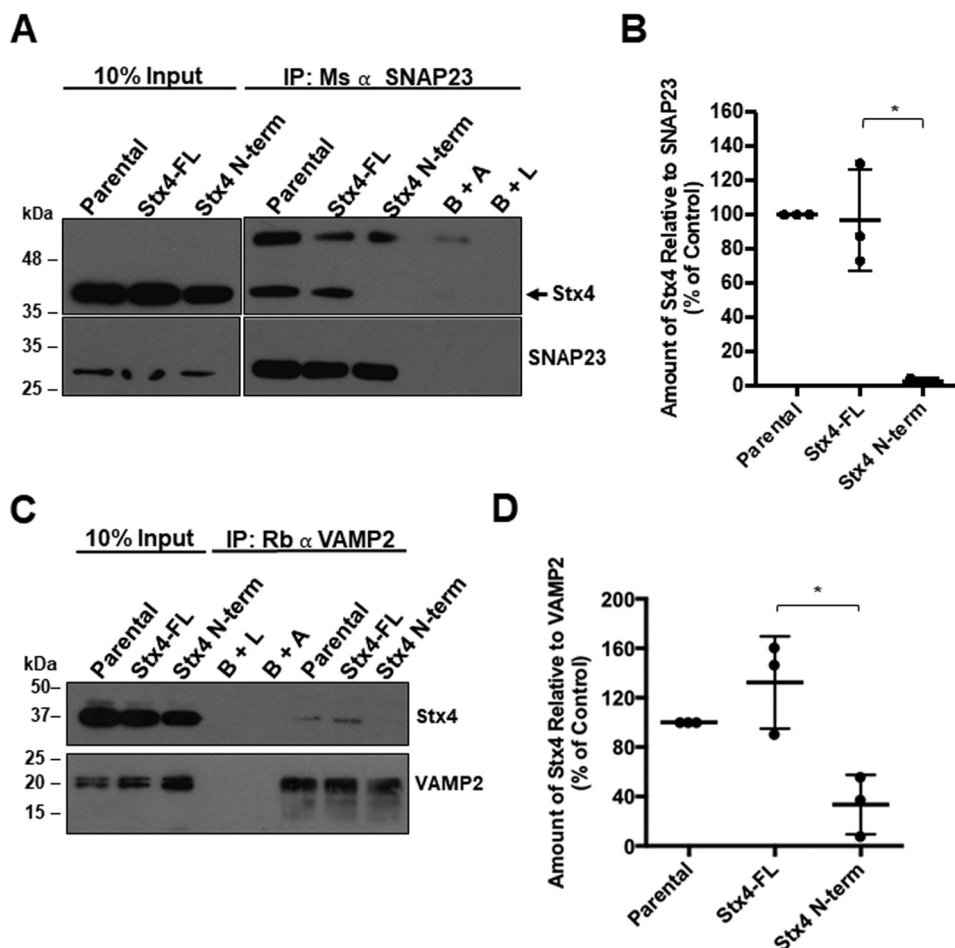 A
10% Input
IP: Ms α SNAP23
Parental
Stx4-FL
Stx4 N-term
Parental
Stx4-FL
Stx4 N-term
B + A
B + L
kDa
48 –
35 –
Stx4
35 –
25 –
SNAP23
B
Amount of Stx4 Relative to SNAP23
(% of Control)
160
140
120
100
80
60
40
20
0
*
Parental
Stx4-FL
Stx4 N-term
C
10% Input
IP: Rb α VAMP2
Parental
Stx4-FL
Stx4 N-term
B + L
B + A
Parental
Stx4-FL
Stx4 N-term
kDa
50–
37–
Stx4
25 –
20 –
15 –
VAMP2
D
Amount of Stx4 Relative to VAMP2
(% of Control)
200
160
120
80
40
0
*
Parental
Stx4-FL
Stx4 N-term